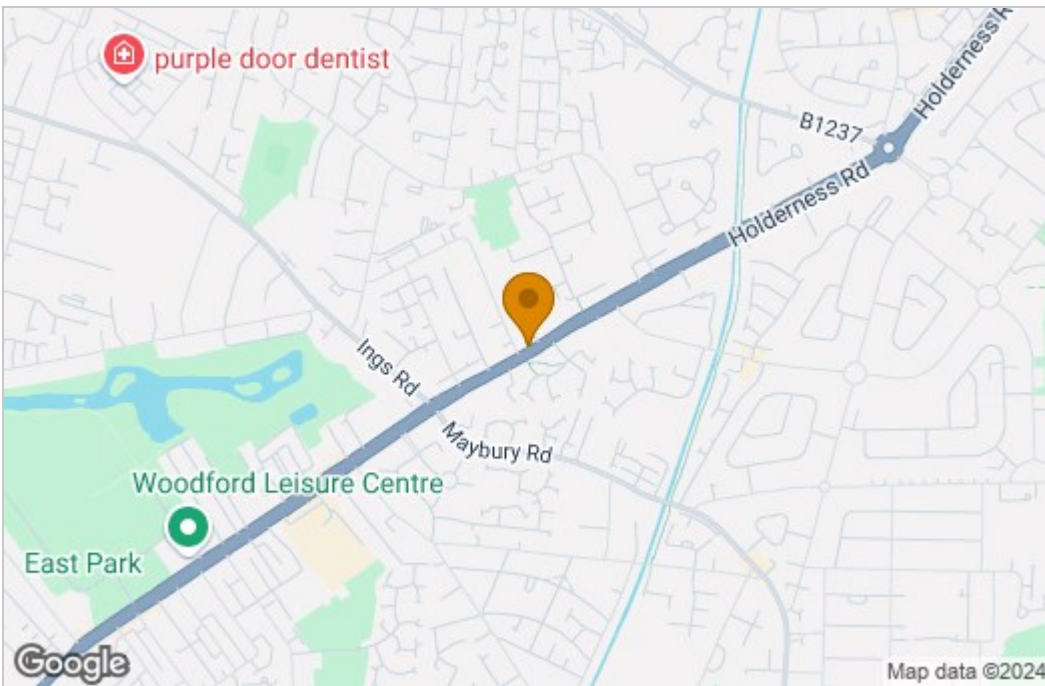 purple door dentist
Holderness R
B1237
Holderness Rd
Ings Rd
Maybury Rd
Woodford Leisure Centre
East Park
Google
Map data ©2024